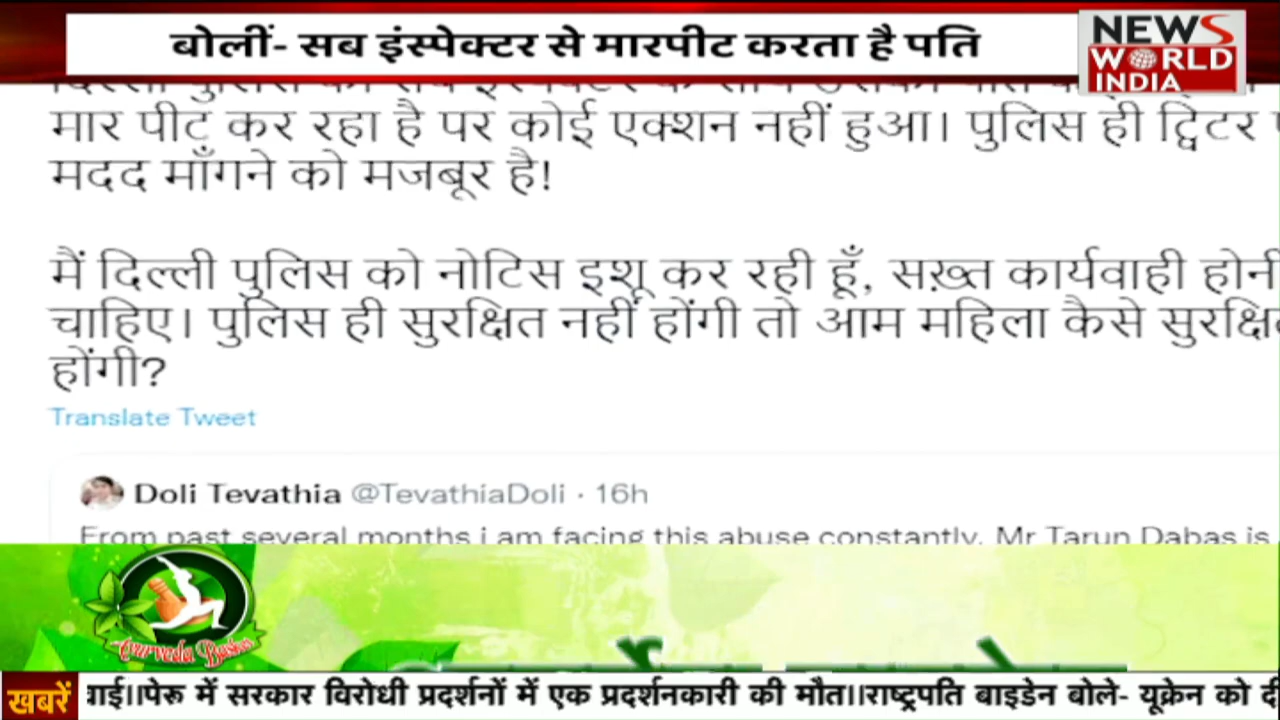 बोलीं- सब इंस्पेक्टर से मारपीट करता है पति
NEWS
WORLD
INDIA
मार पीट कर रहा है पर कोई एक्शन नहीं हुआ। पुलिस ही ट्विटर
मदद माँगने को मजबूर है!
मैं दिल्ली पुलिस को नोटिस इशू कर रही हूँ, सख़्त कार्यवाही होनी
चाहिए। पुलिस ही सुरक्षित नहीं होंगी तो आम महिला कैसे
होंगी?
Translate Tweet
Doli Tevathia @TevathiaDoli · 16h
From past several months i am facing this abuse constantly. Mr Tarun Dabas is
Ayurveda Basket
खबरें
।।पेरू में सरकार विरोधी प्रदर्शनों में एक प्रदर्शनकारी की मौत।।राष्ट्रपति बाइडेन बोले- यूक्रेन को